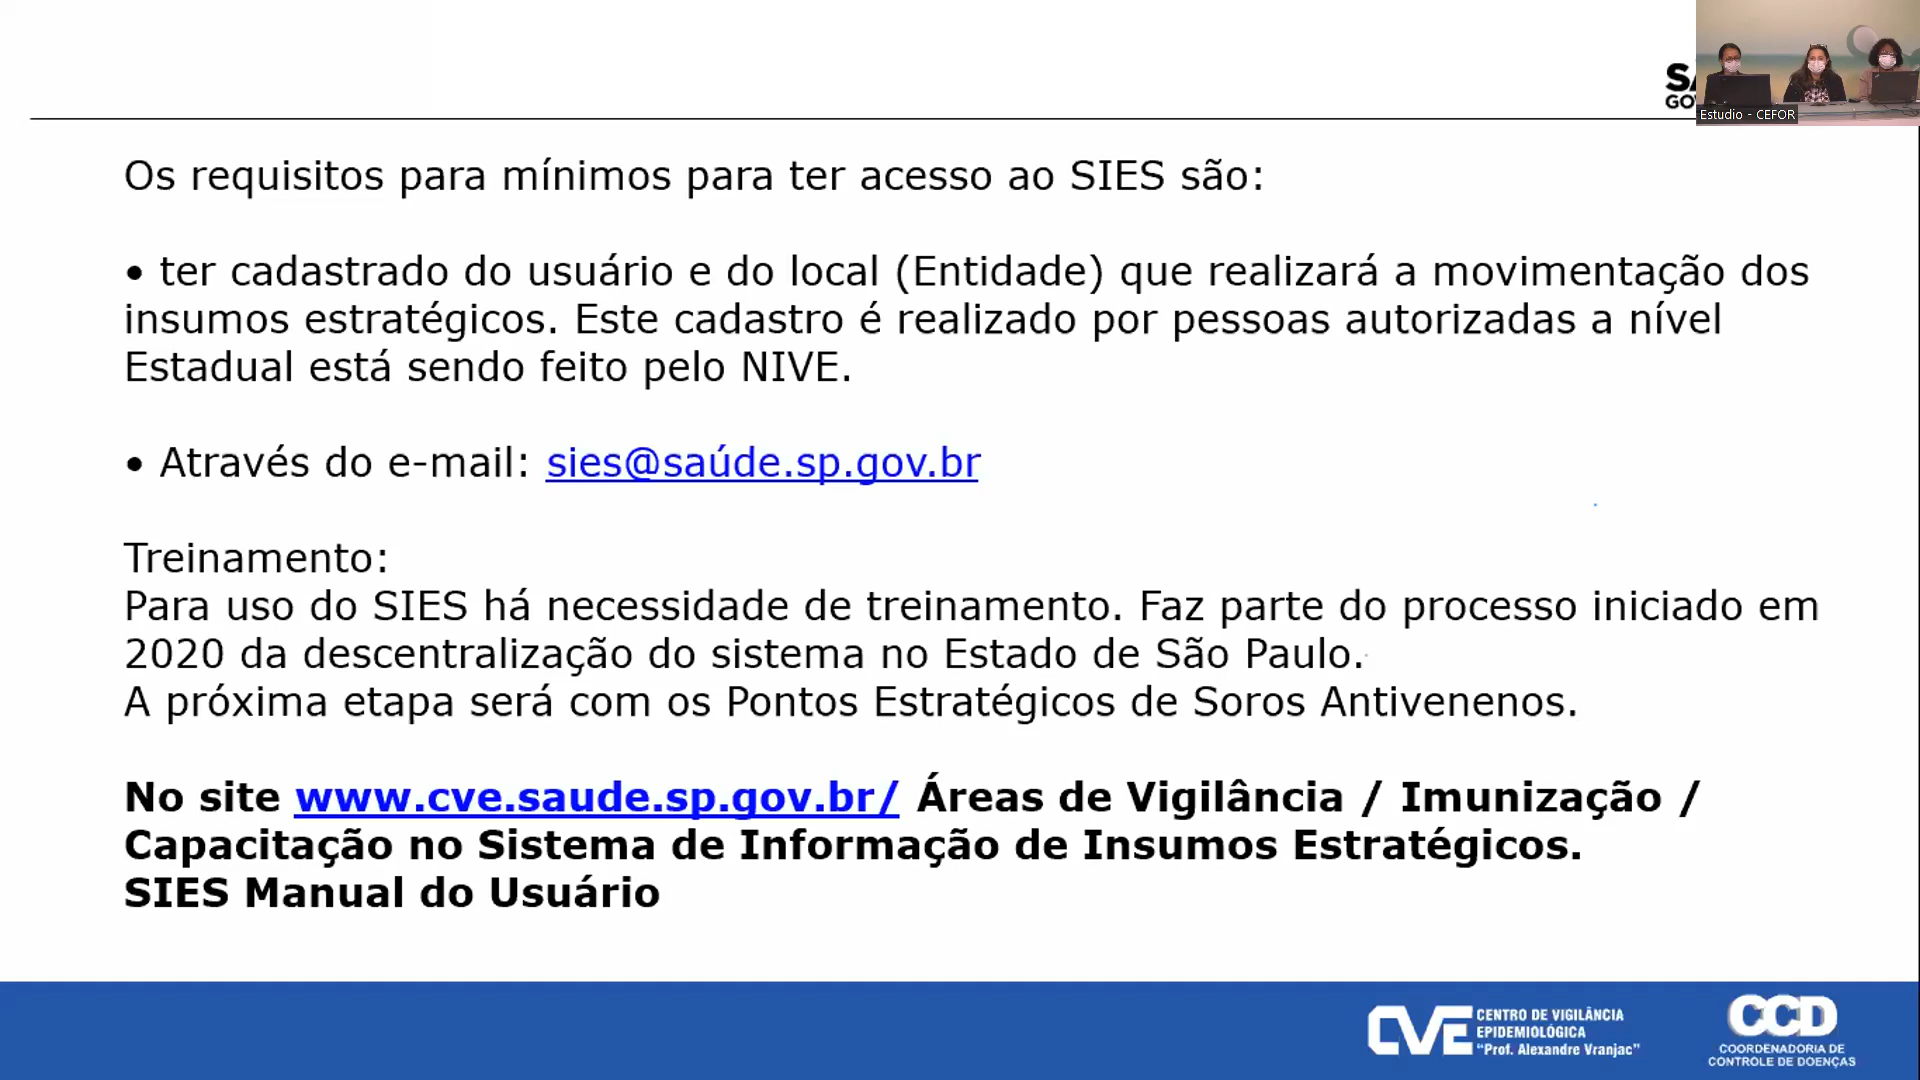 SA
GO
Estudio - CEFOR
Os requisitos para mínimos para ter acesso ao SIES são:
• ter cadastrado do usuário e do local (Entidade) que realizará a movimentação dos
insumos estratégicos. Este cadastro é realizado por pessoas autorizadas a nível
Estadual está sendo feito pelo NIVE.
• Através do e-mail: sies@saúde.sp.gov.br
Treinamento:
Para uso do SIES há necessidade de treinamento. Faz parte do processo iniciado em
2020 da descentralização do sistema no Estado de São Paulo.
A próxima etapa será com os Pontos Estratégicos de Soros Antivenenos.
No site www.cve.saude.sp.gov.br/ Áreas de Vigilância / Imunização /
Capacitação no Sistema de Informação de Insumos Estratégicos.
SIES Manual do Usuário
CVE CENTRO DE VIGILÂNCIA
EPIDEMIOLÓGICA
"Prof. Alexandre Vranjac"
CCD
COORDENADORIA DE
CONTROLE DE DOENÇAS